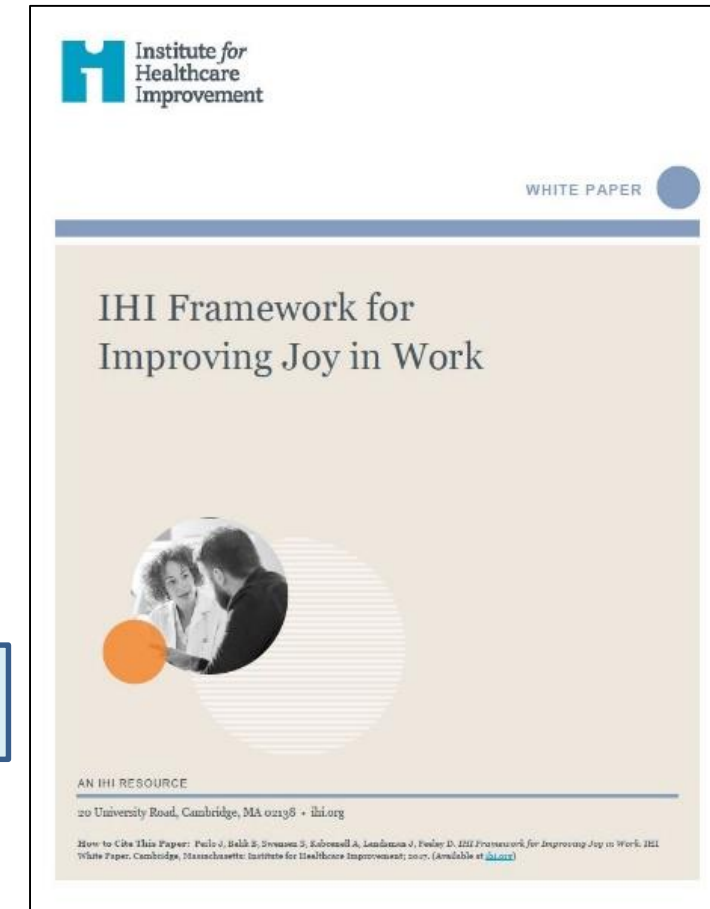 Institute for
Healthcare
Improvement
WHITE PAPER
IHI Framework for
Improving Joy in Work
AN IHI RESOURCE
20 University Road, Cambridge, MA 02138 • ihi.org
How to Cite This Paper: Perlo J, Balik B, Swensen S, Kabcenell A, Landsman J, Feeley D. IHI Framework for Improving Joy in Work. IHI
White Paper. Cambridge, Massachusetts: Institute for Healthcare Improvement; 2017. (Available at ihi.org)